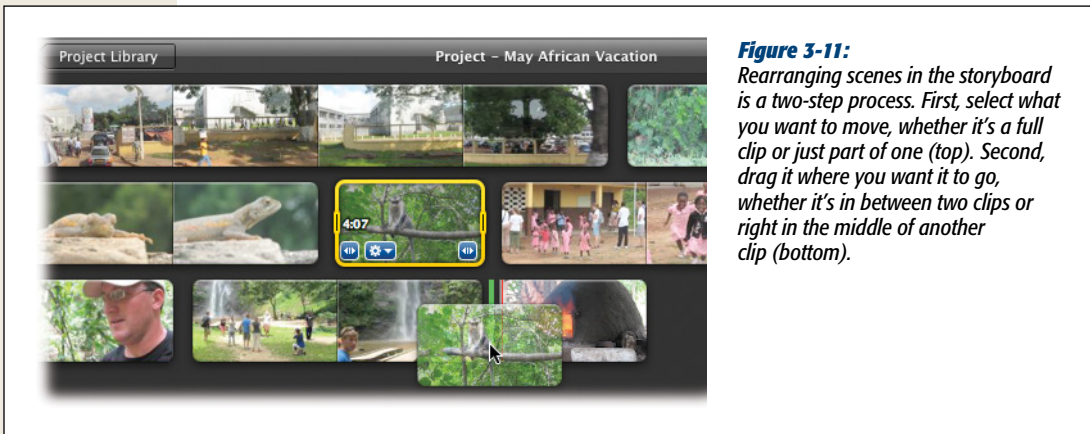 Project Library
Project – May African Vacation
4:07
Figure 3-11:
Rearranging scenes in the storyboard
is a two-step process. First, select what
you want to move, whether it's a full
clip or just part of one (top). Second,
drag it where you want it to go,
whether it's in between two clips or
right in the middle of another
clip (bottom).